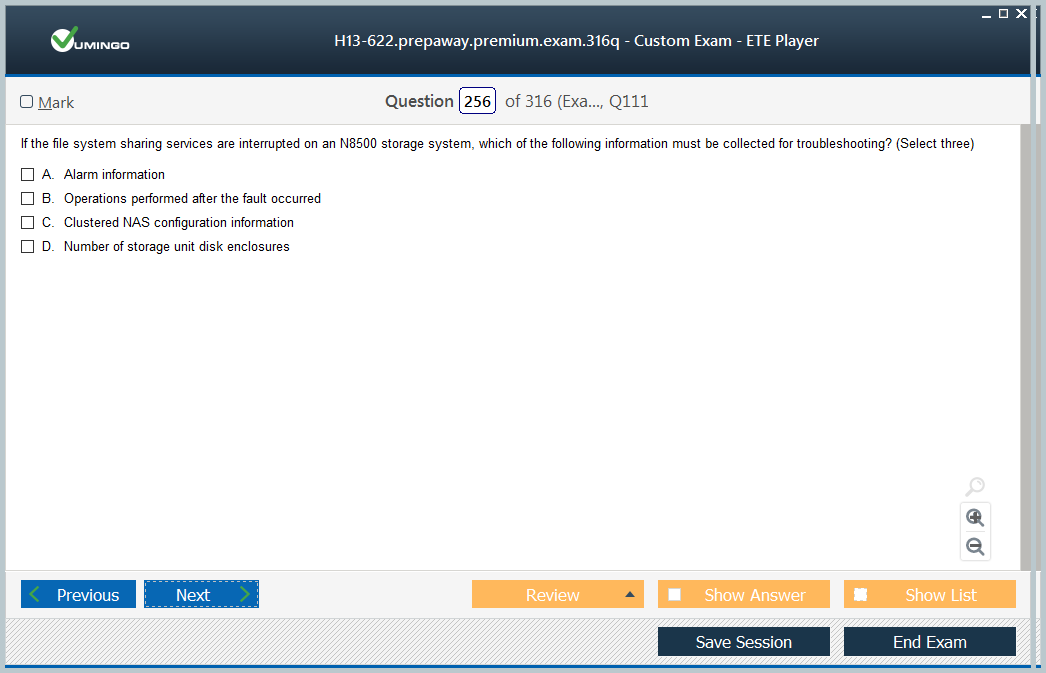 VUMINGO
H13-622.prepaway.premium.exam.316q - Custom Exam - ETE Player
Mark
Question 256 of 316 (Exa..., Q111
If the file system sharing services are interrupted on an N8500 storage system, which of the following information must be collected for troubleshooting? (Select three)
A. Alarm information
B. Operations performed after the fault occurred
C. Clustered NAS configuration information
D. Number of storage unit disk enclosures
Previous Next Review Show Answer Show List
Save Session End Exam